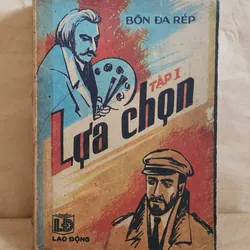 BÔN ĐA RÉP
TẬP I
Lựa chọn
LĐ
LAO ĐỘNG